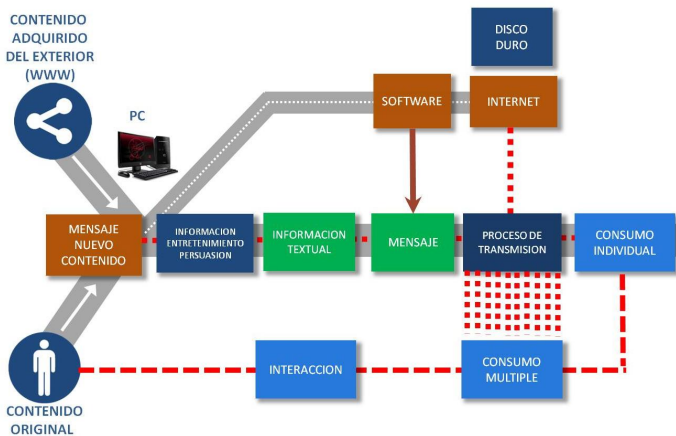 CONTENIDO
ADQUIRIDO
DEL EXTERIOR
(WWW)
DISCO
DURO
PC
SOFTWARE
INTERNET
MENSAJE
NUEVO
CONTENIDO
INFORMACION
ENTRETENIMIENTO
PERSUASION
INFORMACION
TEXTUAL
MENSAJE
PROCESO DE
TRANSMISION
CONSUMO
INDIVIDUAL
INTERACCION
CONSUMO
MULTIPLE
CONTENIDO
ORIGINAL